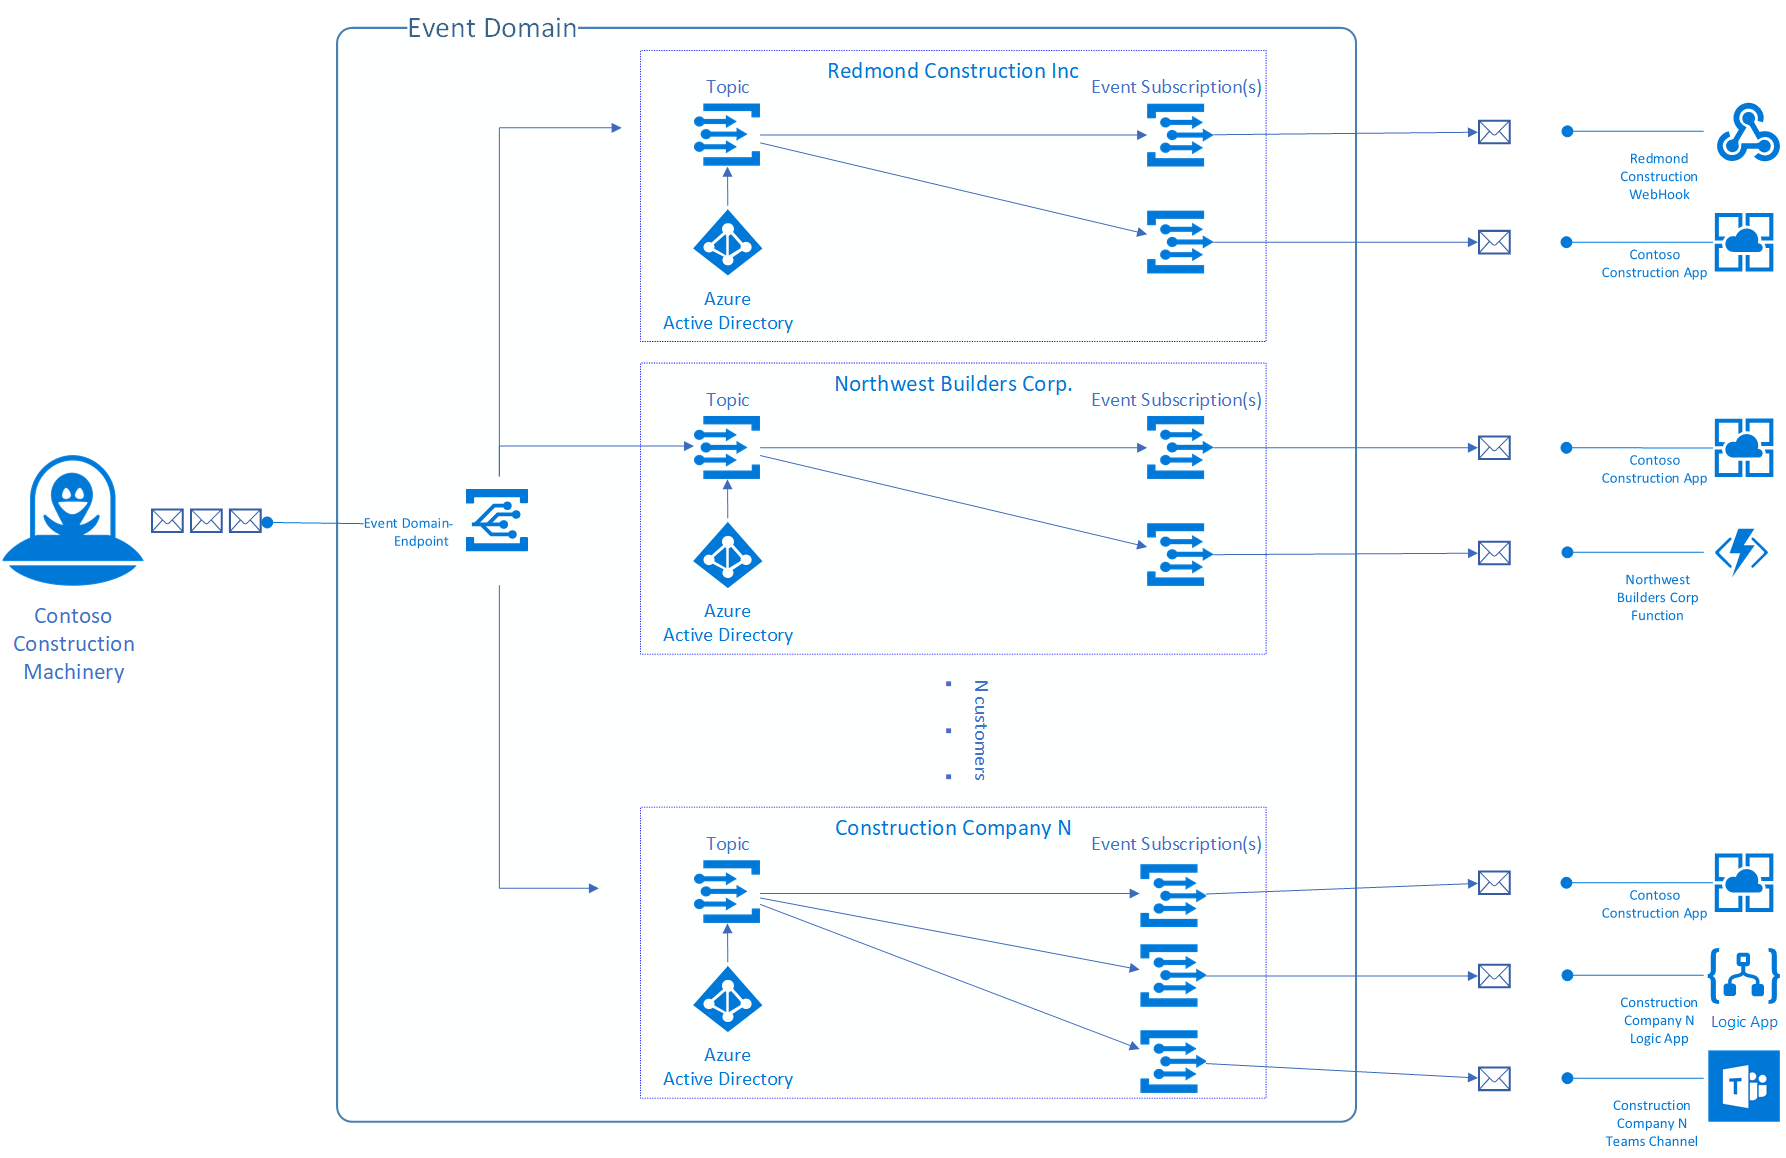 Event Domain
Redmond Construction Inc
Topic
Event Subscription(s)
Azure
Active Directory
Redmond
Construction
WebHook
Contoso
Construction App
Northwest Builders Corp.
Topic
Event Subscription(s)
Azure
Active Directory
Contoso
Construction App
Northwest
Builders Corp
Function
Contoso
Construction
Machinery
Event Domain-
Endpoint
N customers
Construction Company N
Topic
Event Subscription(s)
Azure
Active Directory
Contoso
Construction App
Construction
Company N
Logic App
Logic App
T
Construction
Company N
Teams Channel